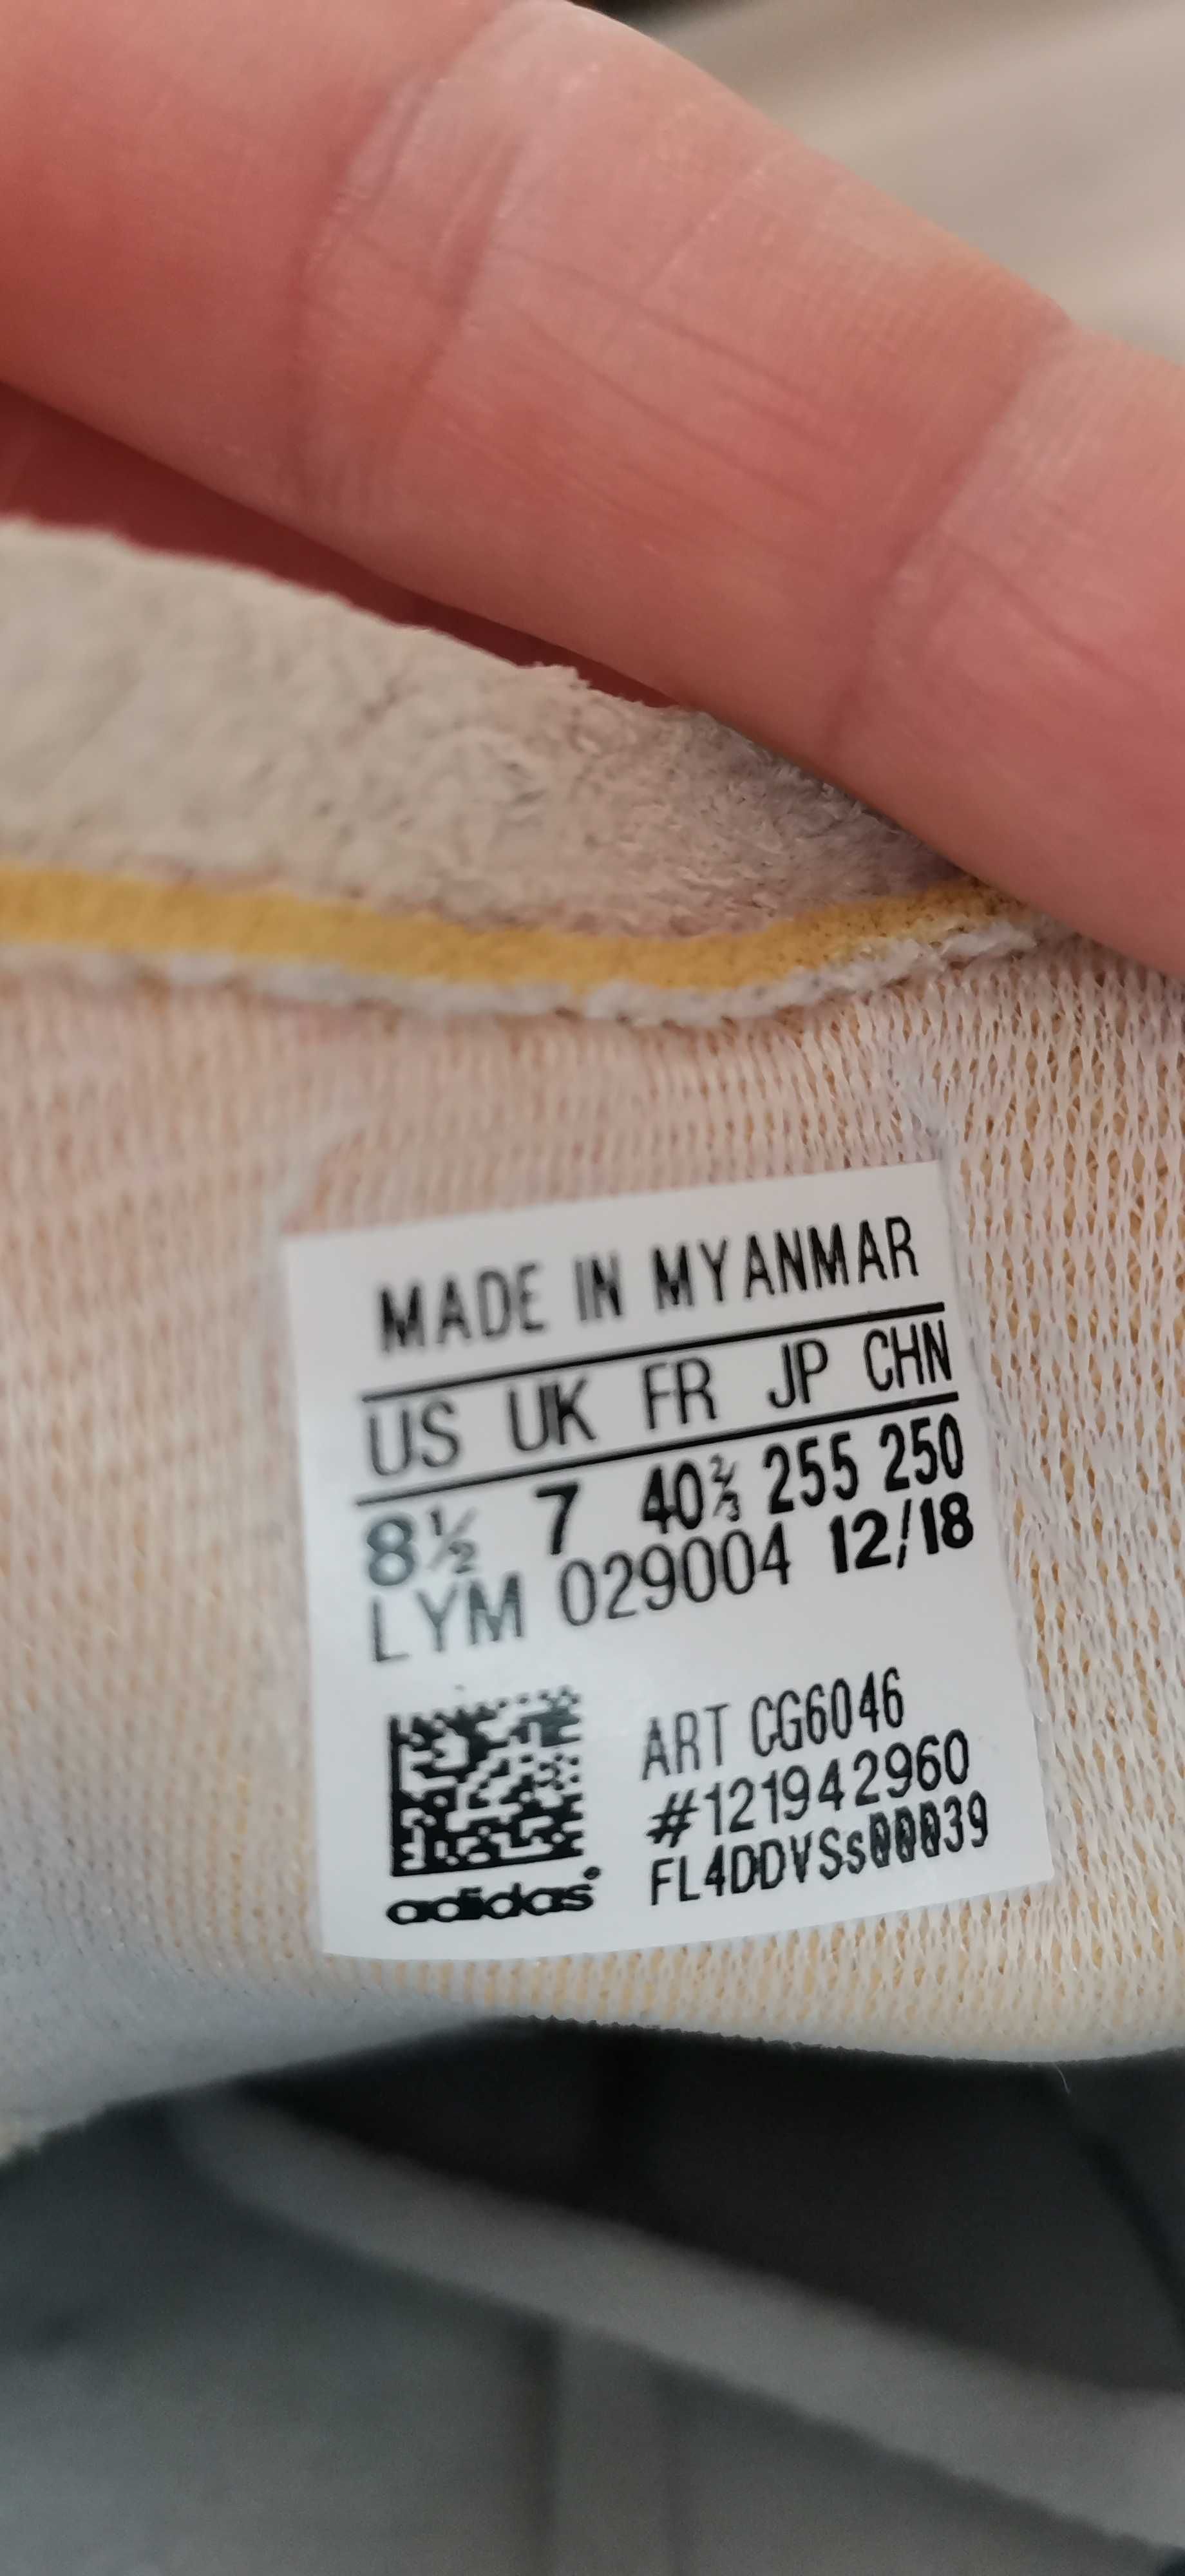 MADE IN MYANMAR
US UK FR JP CHN
8½ 7 40⅔ 255 250
LYM 029004 12/18
ART CG6046
#121942960
FL4DDVSs00039
adidas®